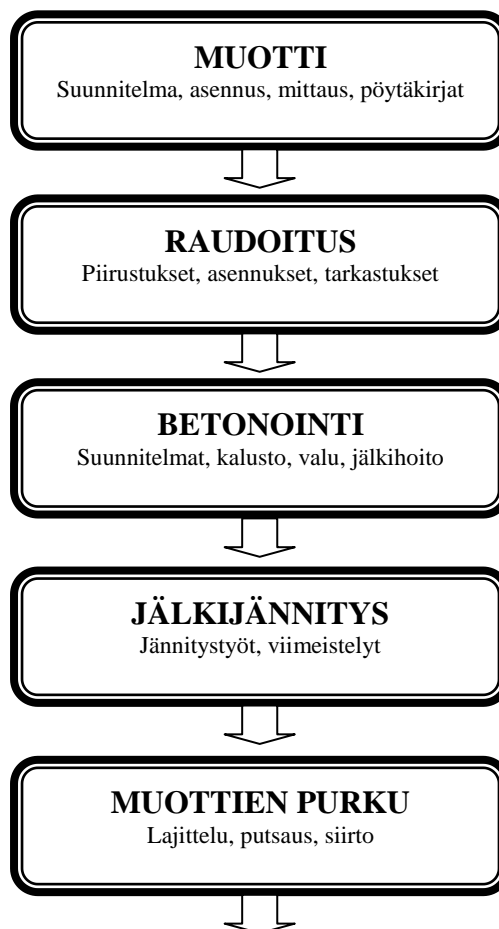 MUOTTI
Suunnitelma, asennus, mittaus, pöytäkirjat
RAUDOITUS
Piirustukset, asennukset, tarkastukset
BETONOINTI
Suunnitelmat, kalusto, valu, jälkihoito
JÄLKIJÄNNITYS
Jännitystyöt, viimeistelyt
MUOTTIEN PURKU
Lajittelu, putsaus, siirto